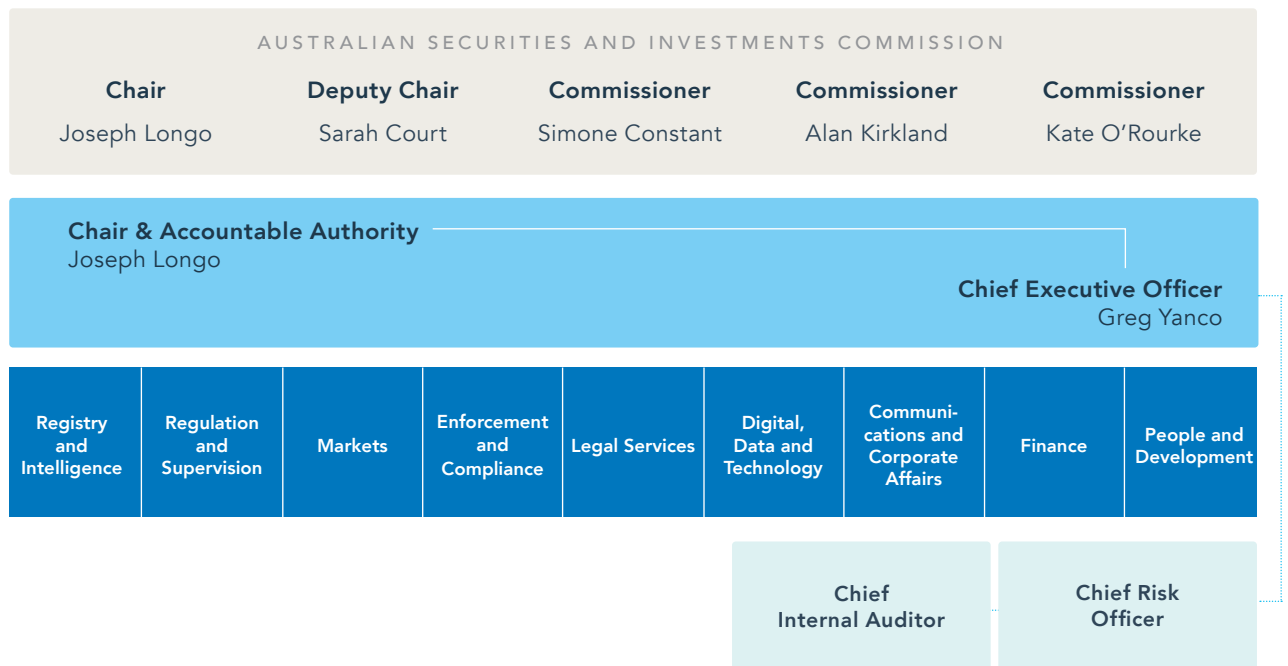 AUSTRALIAN SECURITIES AND INVESTMENTS COMMISSION
Chair
Joseph Longo
Deputy Chair
Sarah Court
Commissioner
Simone Constant
Commissioner
Alan Kirkland
Commissioner
Kate O’Rourke
Chair & Accountable Authority
Joseph Longo
Chief Executive Officer
Greg Yanco
Registry
and
Intelligence
Regulation
and
Supervision
Markets
Enforcement
and
Compliance
Legal Services
Digital,
Data and
Technology
Communi-
cations and
Corporate
Affairs
Finance
People and
Development
Chief
Internal Auditor
Chief Risk
Officer